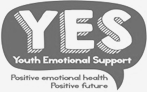 YES
Youth Emotional Support
Positive emotional health
Positive future